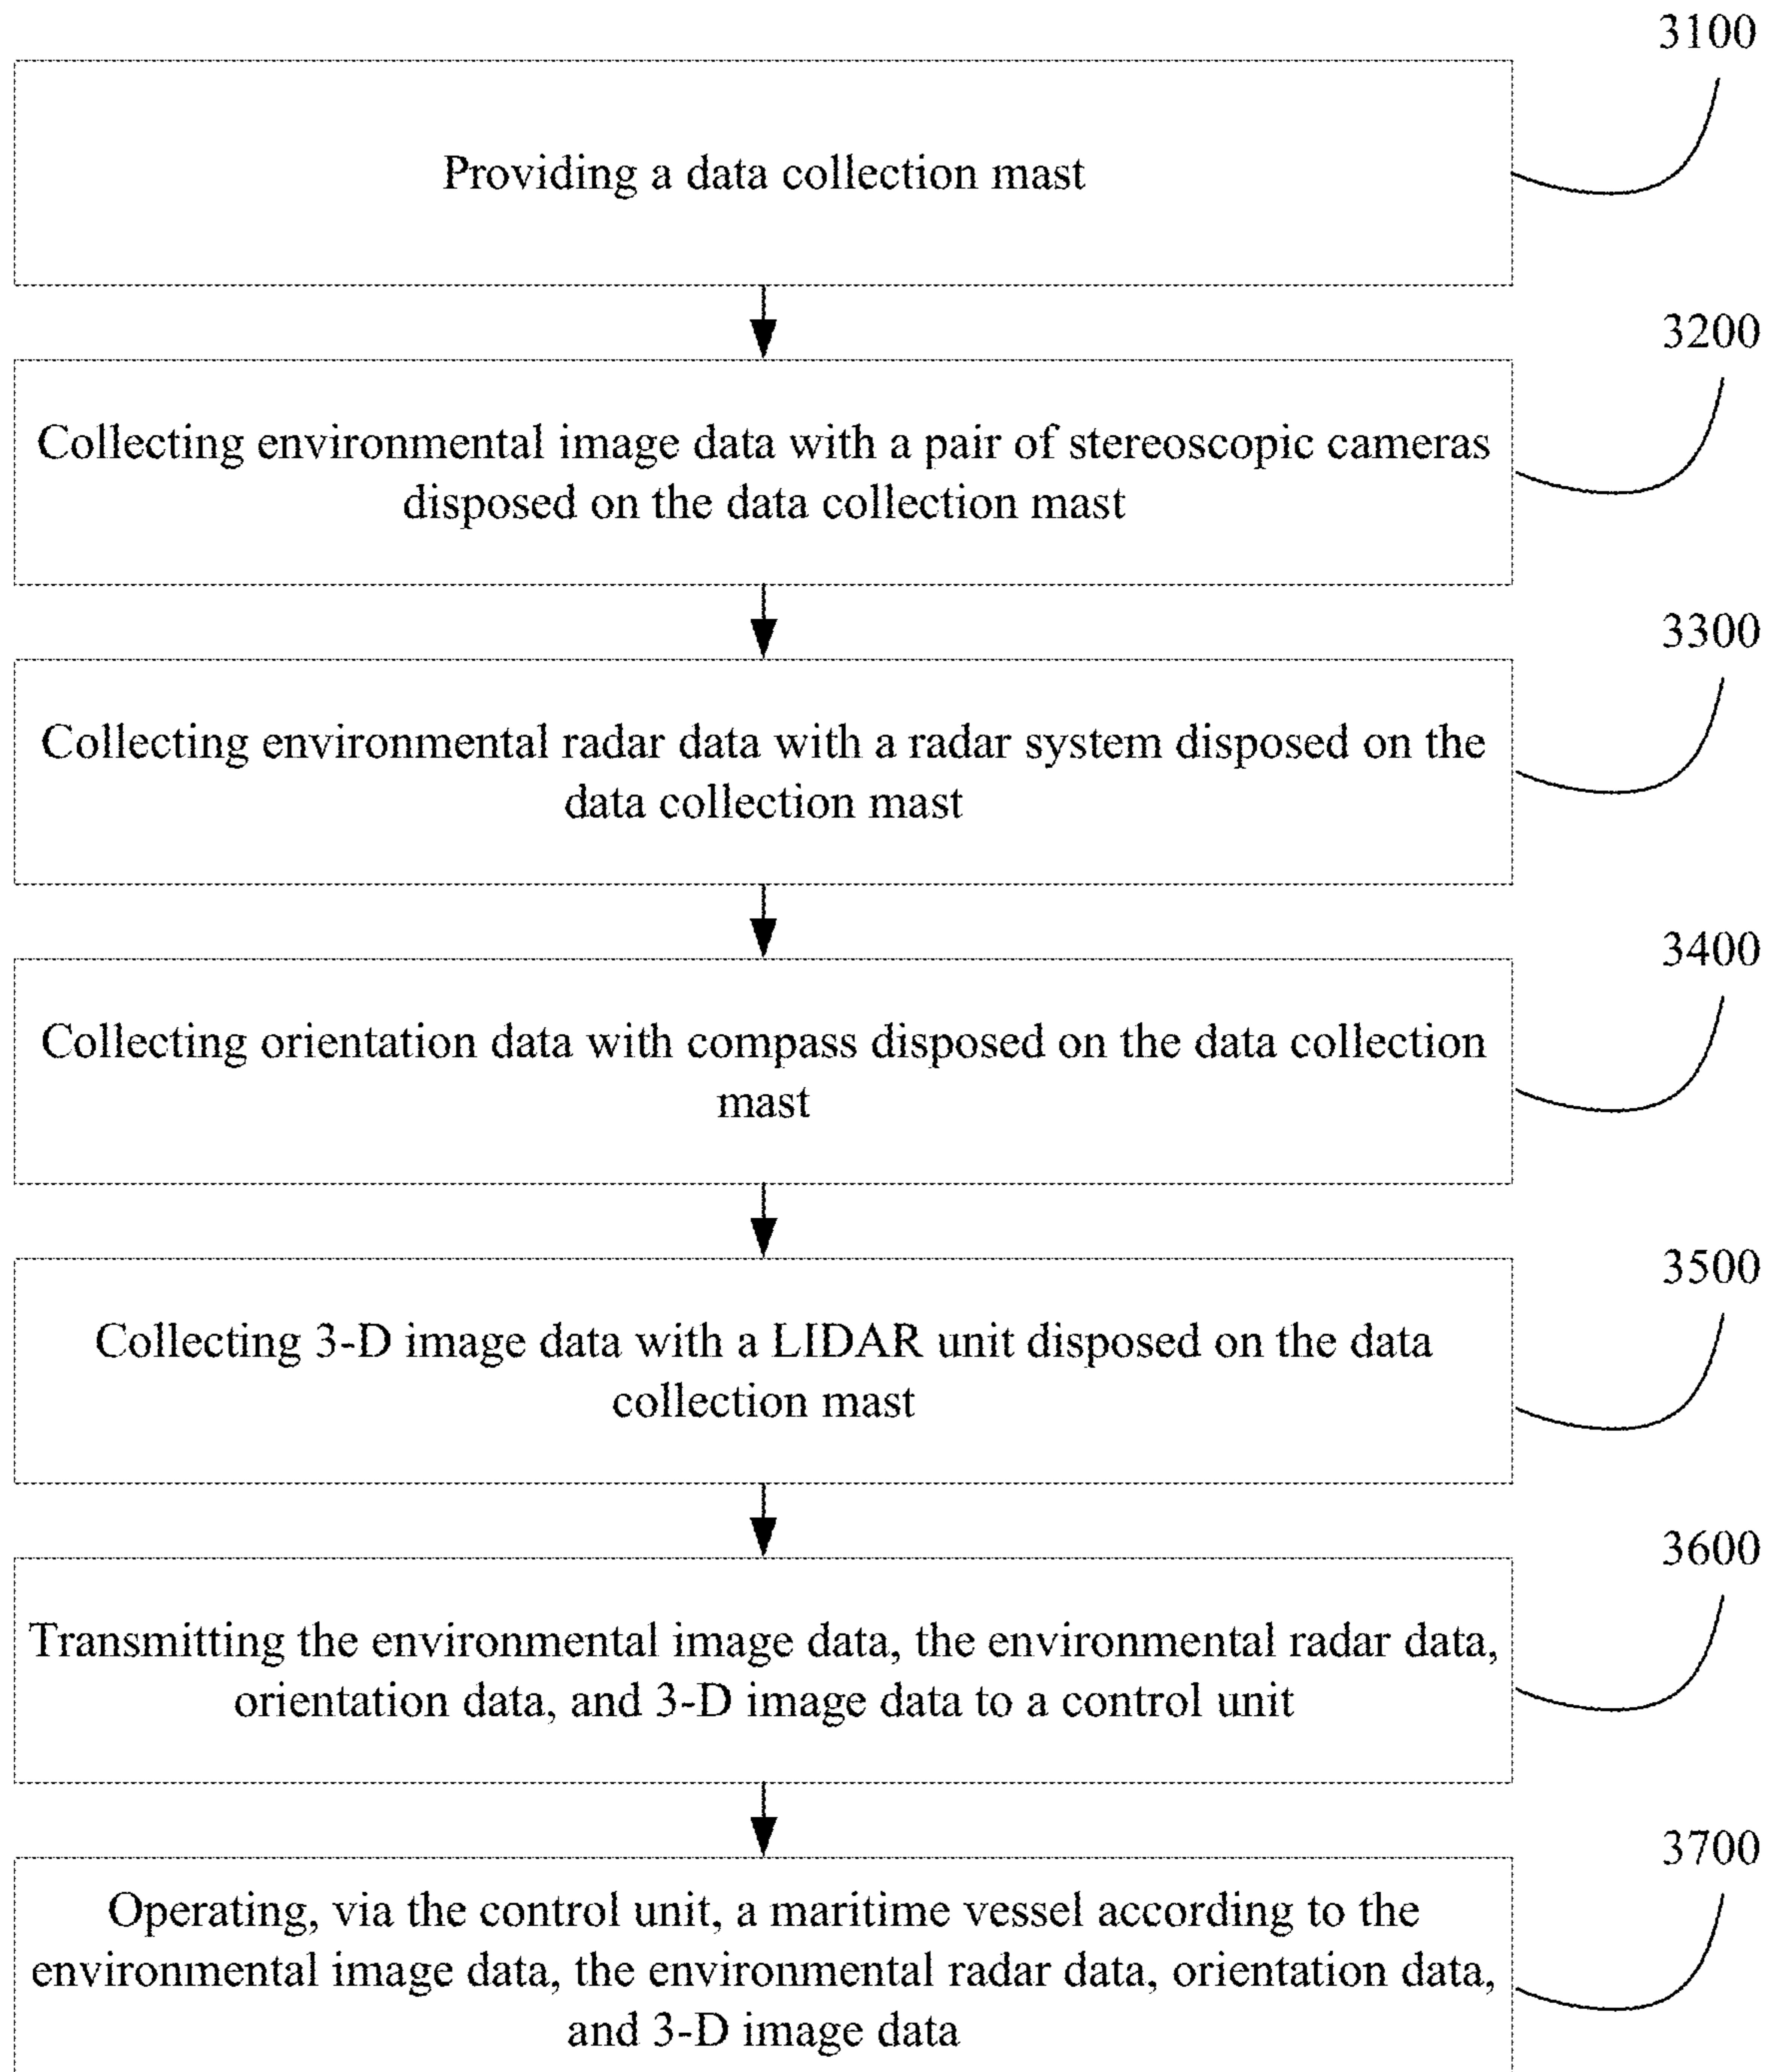 3100
Providing a data collection mast
3200
Collecting environmental image data with a pair of stereoscopic cameras
disposed on the data collection mast
3300
Collecting environmental radar data with a radar system disposed on the
data collection mast
3400
Collecting orientation data with compass disposed on the data collection
mast
3500
Collecting 3-D image data with a LIDAR unit disposed on the data
collection mast
3600
Transmitting the environmental image data, the environmental radar data,
orientation data, and 3-D image data to a control unit
3700
Operating, via the control unit, a maritime vessel according to the
environmental image data, the environmental radar data, orientation data,
and 3-D image data